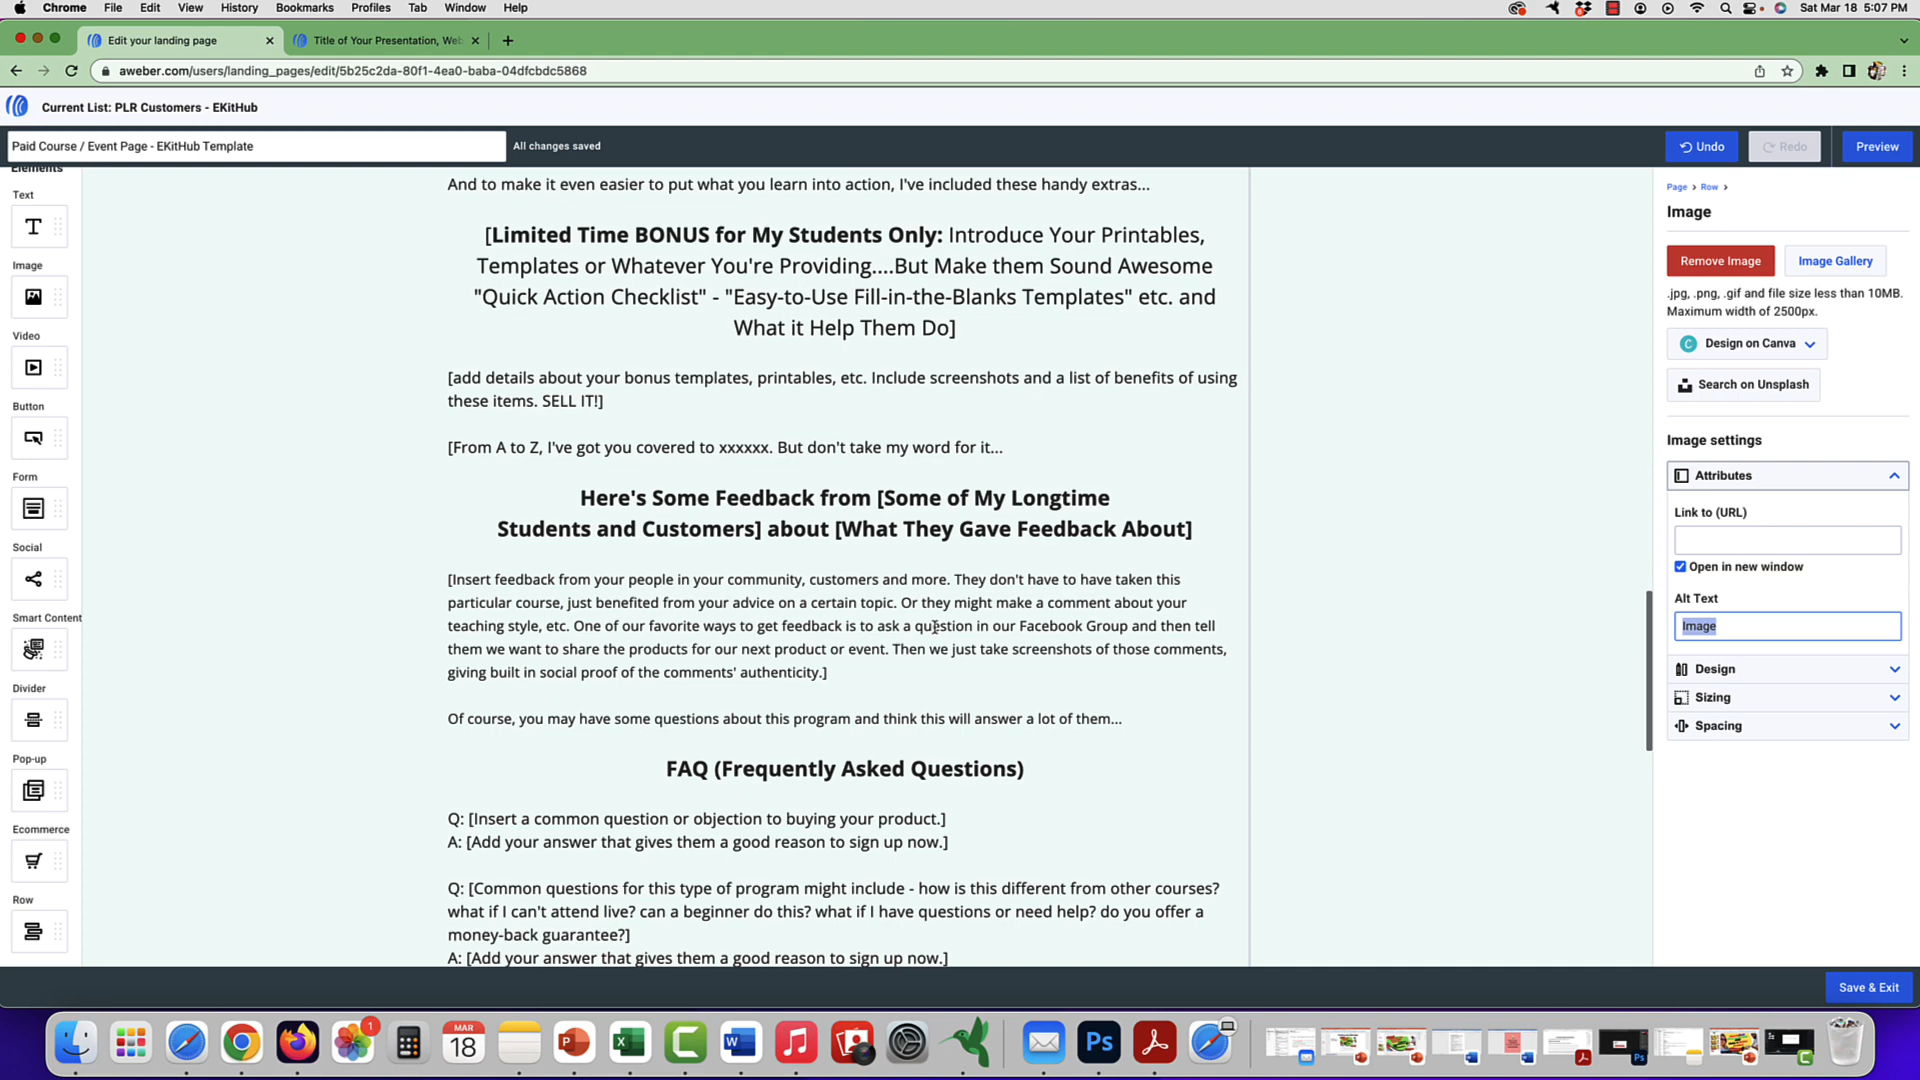 Chrome File Edit View History Bookmarks Profiles Tab Window Help
Sat Mar 18 5:07 PM
Edit your landing page
Title of Your Presentation, Web
aweber.com/users/landing_pages/edit/5b25c2da-80f1-4ea0-baba-04dfcbdc5868
Current List: PLR Customers - EKitHub
Paid Course / Event Page - EKitHub Template
All changes saved
Undo
Redo
Preview
Elements
Text
Image
Video
Button
Form
Social
Smart Content
Divider
Pop-up
Ecommerce
Row
And to make it even easier to put what you learn into action, I've included these handy extras...
[Limited Time BONUS for My Students Only: Introduce Your Printables,
Templates or Whatever You're Providing....But Make them Sound Awesome
"Quick Action Checklist" - "Easy-to-Use Fill-in-the-Blanks Templates" etc. and
What it Help Them Do]
[add details about your bonus templates, printables, etc. Include screenshots and a list of benefits of using
these items. SELL IT!]
[From A to Z, I've got you covered to xxxxxx. But don't take my word for it...
Here's Some Feedback from [Some of My Longtime
Students and Customers] about [What They Gave Feedback About]
[Insert feedback from your people in your community, customers and more. They don't have to have taken this
particular course, just benefited from your advice on a certain topic. Or they might make a comment about your
teaching style, etc. One of our favorite ways to get feedback is to ask a question in our Facebook Group and then tell
them we want to share the products for our next product or event. Then we just take screenshots of those comments,
giving built in social proof of the comments' authenticity.]
Of course, you may have some questions about this program and think this will answer a lot of them...
FAQ (Frequently Asked Questions)
Q: [Insert a common question or objection to buying your product.]
A: [Add your answer that gives them a good reason to sign up now.]
Q: [Common questions for this type of program might include - how is this different from other courses?
what if I can't attend live? can a beginner do this? what if I have questions or need help? do you offer a
money-back guarantee?]
A: [Add your answer that gives them a good reason to sign up now.]
Page > Row >
Image
Remove Image
Image Gallery
.jpg, .png, .gif and file size less than 10MB.
Maximum width of 2500px.
C Design on Canva
Search on Unsplash
Image settings
Attributes
Link to (URL)
Open in new window
Alt Text
Image
Design
Sizing
Spacing
Save & Exit
1
MAR
18